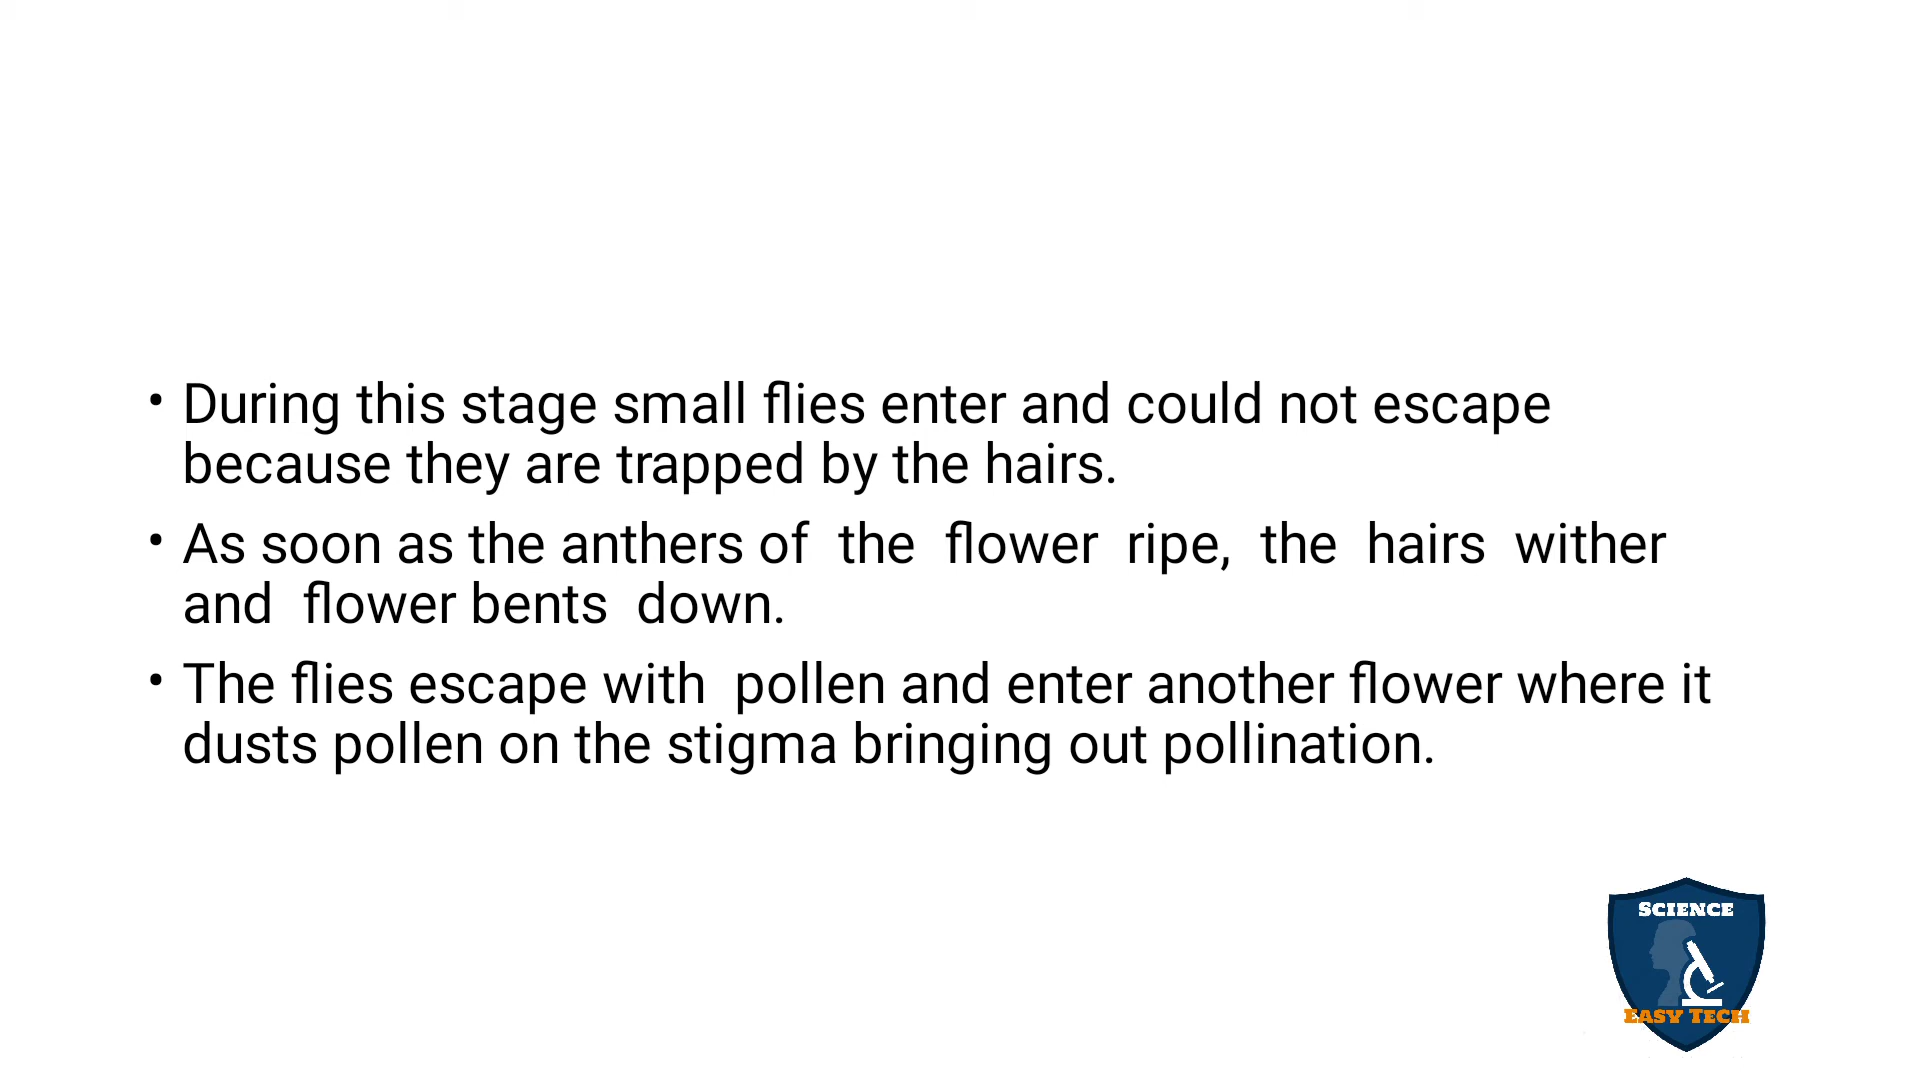 • During this stage small flies enter and could not escape
because they are trapped by the hairs.
• As soon as the anthers of the flower ripe, the hairs wither
and flower bents down.
• The flies escape with pollen and enter another flower where it
dusts pollen on the stigma bringing out pollination.
SCIENCE
EASY TECH